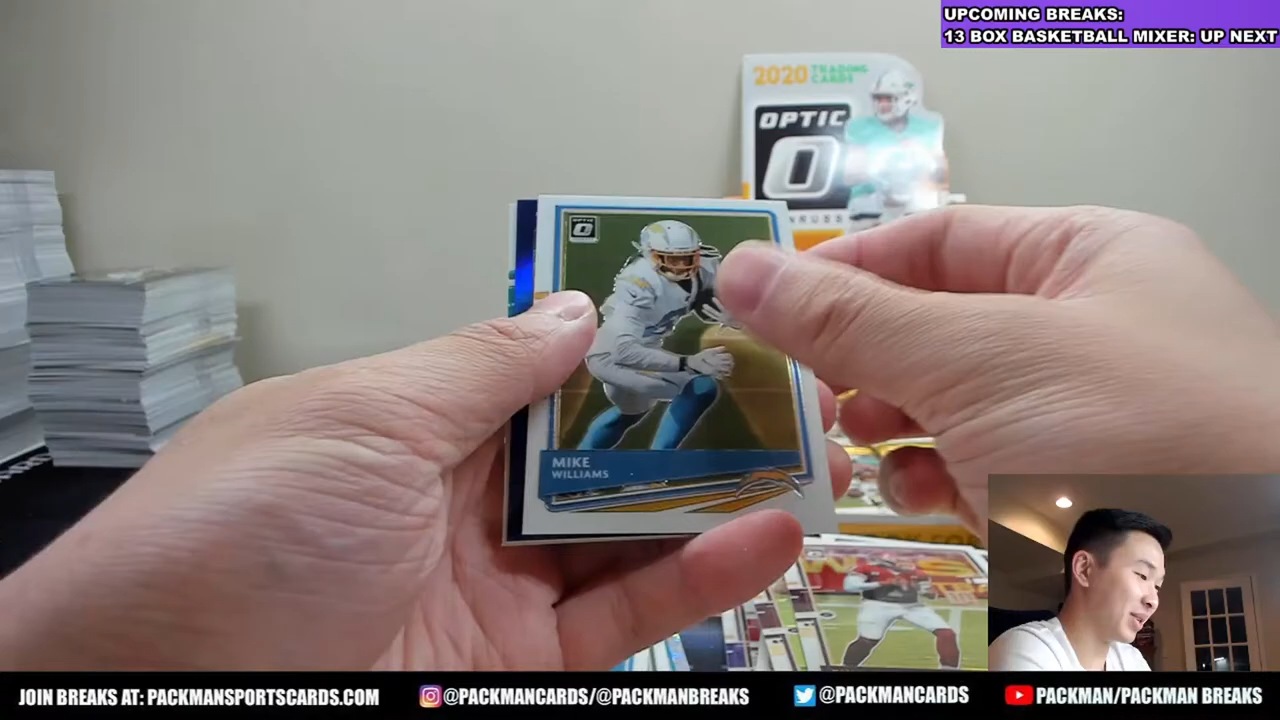 UPCOMING BREAKS:
13 BOX BASKETBALL MIXER: UP NEXT
2020 TRADING
CARDS
OPTIC
OPTIC
MIKE
WILLIAMS
JOIN BREAKS AT: PACKMANSPORTSCARDS.COM
@PACKMANCARDS/@PACKMANBREAKS
@PACKMANCARDS
PACKMAN/PACKMAN BREAKS